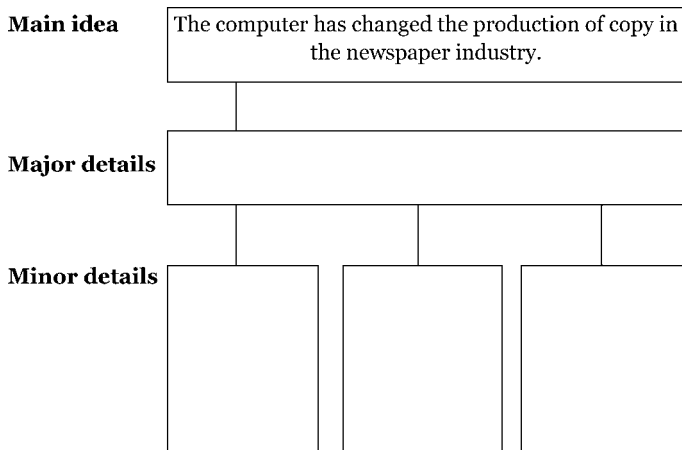 Main idea
The computer has changed the production of copy in
the newspaper industry.
Major details
Minor details